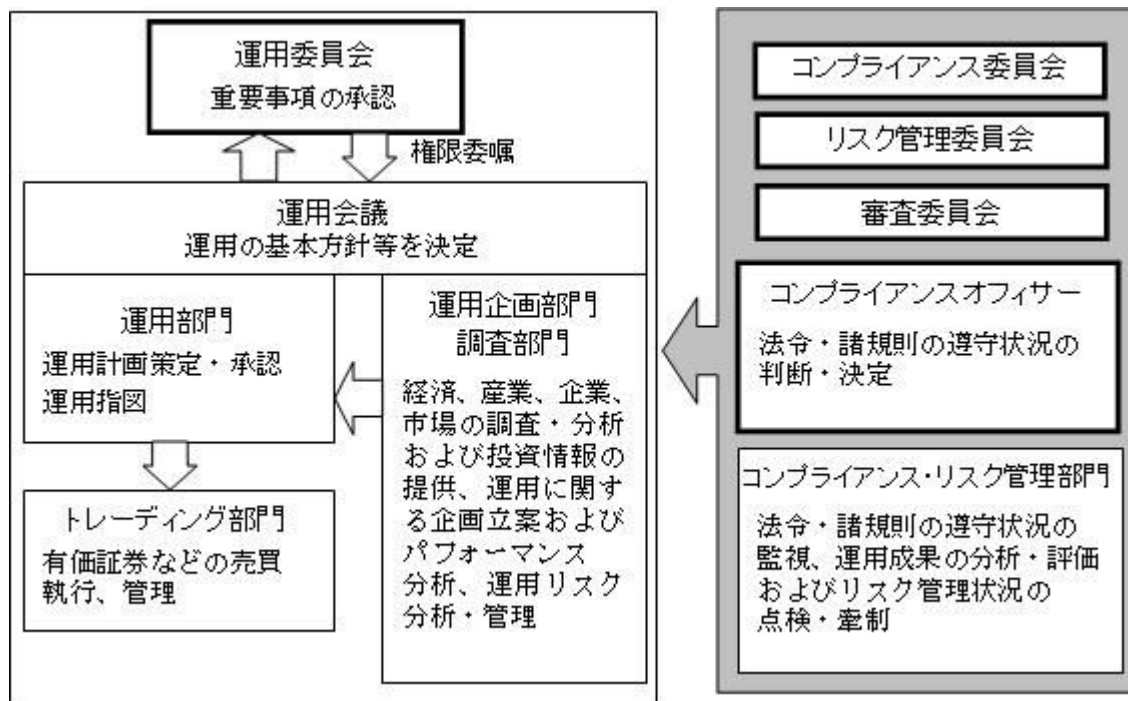 運用委員会
重要事項の承認
権限委嘱
運用会議
運用の基本方針等を決定
運用部門
運用計画策定・承認
運用指図
トレーディング部門
有価証券などの売買
執行、管理
運用企画部門
調査部門
経済、産業、企業、
市場の調査・分析
および投資情報の
提供、運用に関す
る企画立案および
パフォーマンス
分析、運用リスク
分析・管理
コンプライアンス委員会
リスク管理委員会
審査委員会
コンプライアンスオフィサー
法令・諸規則の遵守状況の
判断・決定
コンプライアンス・リスク管理部門
法令・諸規則の遵守状況の
監視、運用成果の分析・評価
およびリスク管理状況の
点検・牽制